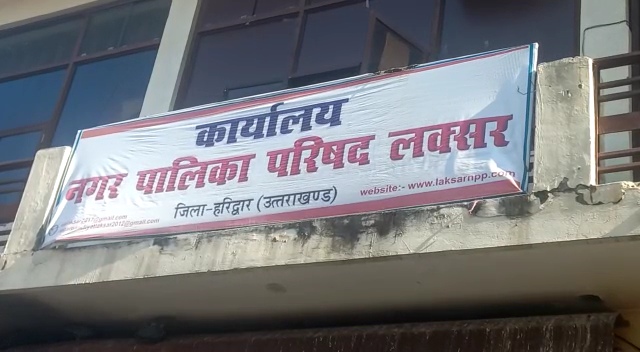 कार्यालय
नगर पालिका परिषद लक्सर
जिला-हरिद्वार (उत्तराखण्ड)
website:- www.laksarnpp.com